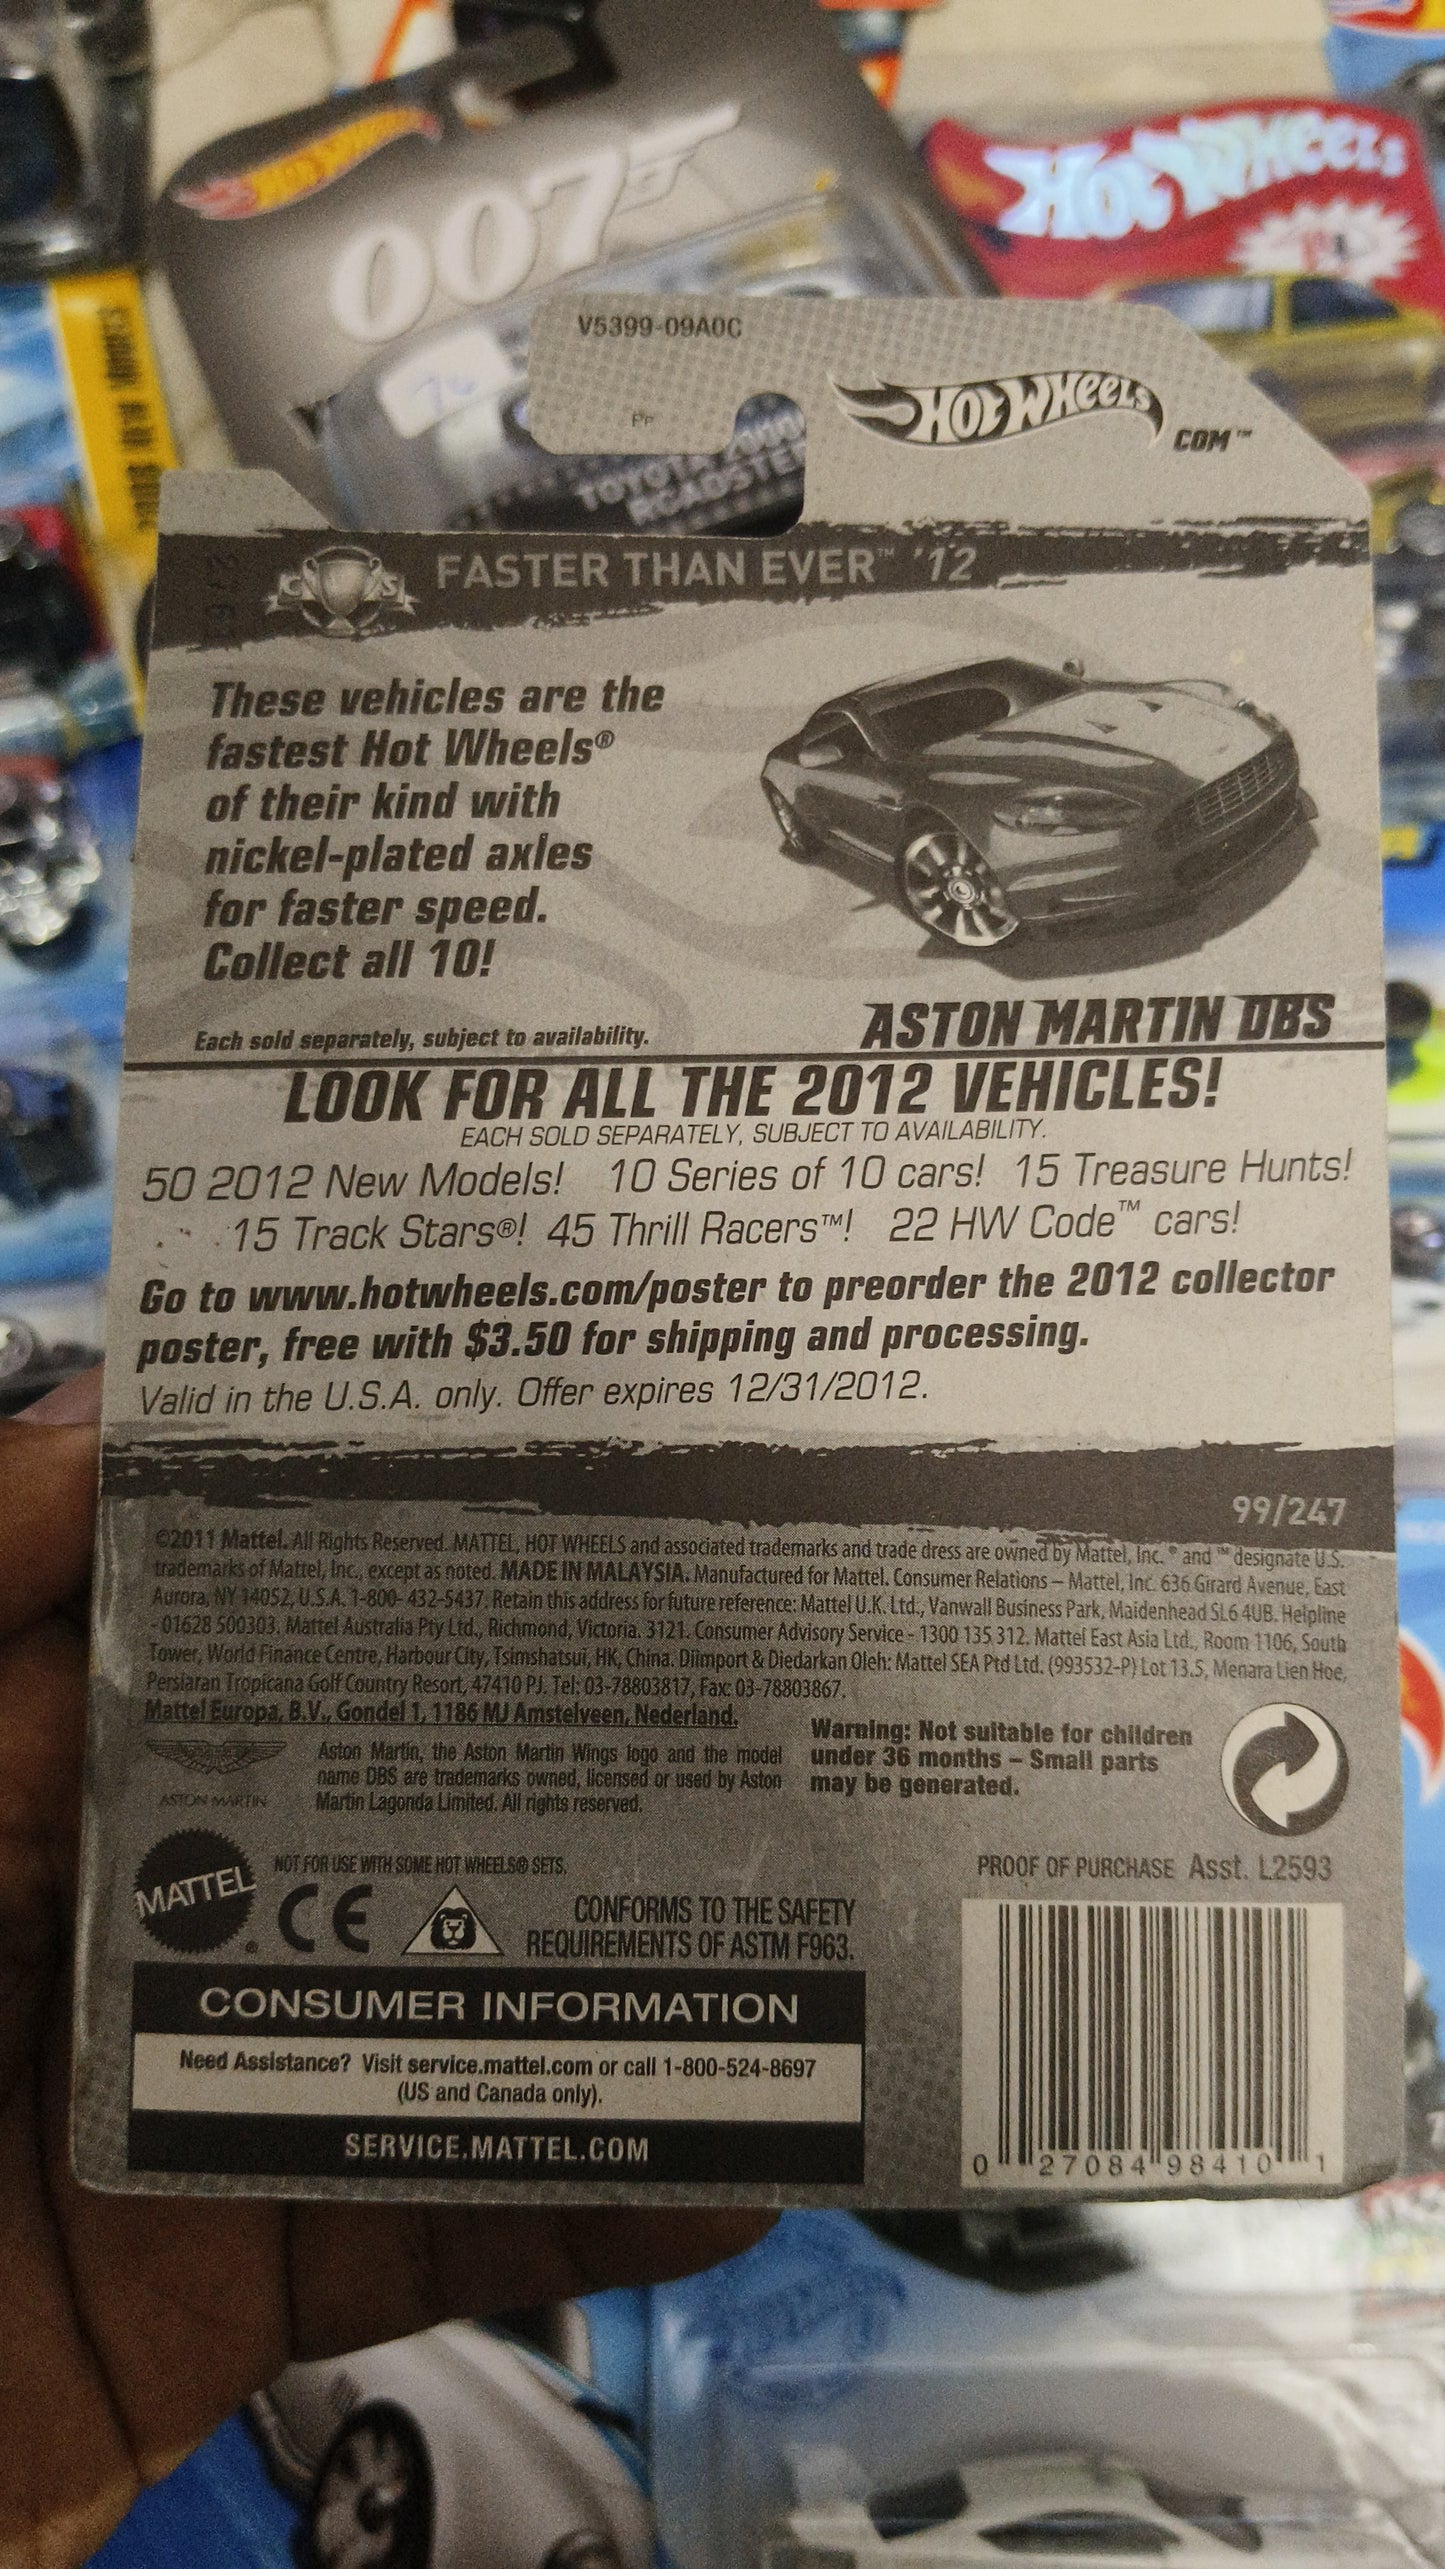 HOT WHEELS
007
HOT WHEELS
TOYOTA 2000
ROADSTER
V5399-09A0C
HOT WHEELS
.COM™
FASTER THAN EVER™ '12
These vehicles are the
fastest Hot Wheels®
of their kind with
nickel-plated axles
for faster speed.
Collect all 10!
Each sold separately, subject to availability.
ASTON MARTIN DBS
LOOK FOR ALL THE 2012 VEHICLES!
EACH SOLD SEPARATELY, SUBJECT TO AVAILABILITY.
50 2012 New Models! 10 Series of 10 cars! 15 Treasure Hunts!
15 Track Stars®! 45 Thrill Racers™! 22 HW Code™ cars!
Go to www.hotwheels.com/poster to preorder the 2012 collector
poster, free with $3.50 for shipping and processing.
Valid in the U.S.A. only. Offer expires 12/31/2012.
99/247
©2011 Mattel. All Rights Reserved. MATTEL, HOT WHEELS and associated trademarks and trade dress are owned by Mattel, Inc. ® and ™ designate U.S.
trademarks of Mattel, Inc., except as noted. MADE IN MALAYSIA. Manufactured for Mattel. Consumer Relations – Mattel, Inc. 636 Girard Avenue, East
Aurora, NY 14052, U.S.A. 1-800- 432-5437. Retain this address for future reference: Mattel U.K. Ltd., Vanwall Business Park, Maidenhead SL6 4UB. Helpline
- 01628 500303. Mattel Australia Pty Ltd., Richmond, Victoria. 3121. Consumer Advisory Service - 1300 135 312. Mattel East Asia Ltd., Room 1106, South
Tower, World Finance Centre, Harbour City, Tsimshatsui, HK, China. Diimport & Diedarkan Oleh: Mattel SEA Ptd Ltd. (993532-P) Lot 13.5, Menara Lien Hoe,
Persiaran Tropicana Golf Country Resort, 47410 PJ. Tel: 03-78803817, Fax: 03-78803867.
Mattel Europa, B.V., Gondel 1, 1186 MJ Amstelveen, Nederland.
ASTON MARTIN
Aston Martin, the Aston Martin Wings logo and the model
name DBS are trademarks owned, licensed or used by Aston
Martin Lagonda Limited. All rights reserved.
Warning: Not suitable for children
under 36 months – Small parts
may be generated.
MATTEL ®
NOT FOR USE WITH SOME HOT WHEELS® SETS.
CE
CONFORMS TO THE SAFETY
REQUIREMENTS OF ASTM F963.
PROOF OF PURCHASE Asst. L2593
CONSUMER INFORMATION
Need Assistance? Visit service.mattel.com or call 1-800-524-8697
(US and Canada only).
SERVICE.MATTEL.COM
0 27084 98410 1